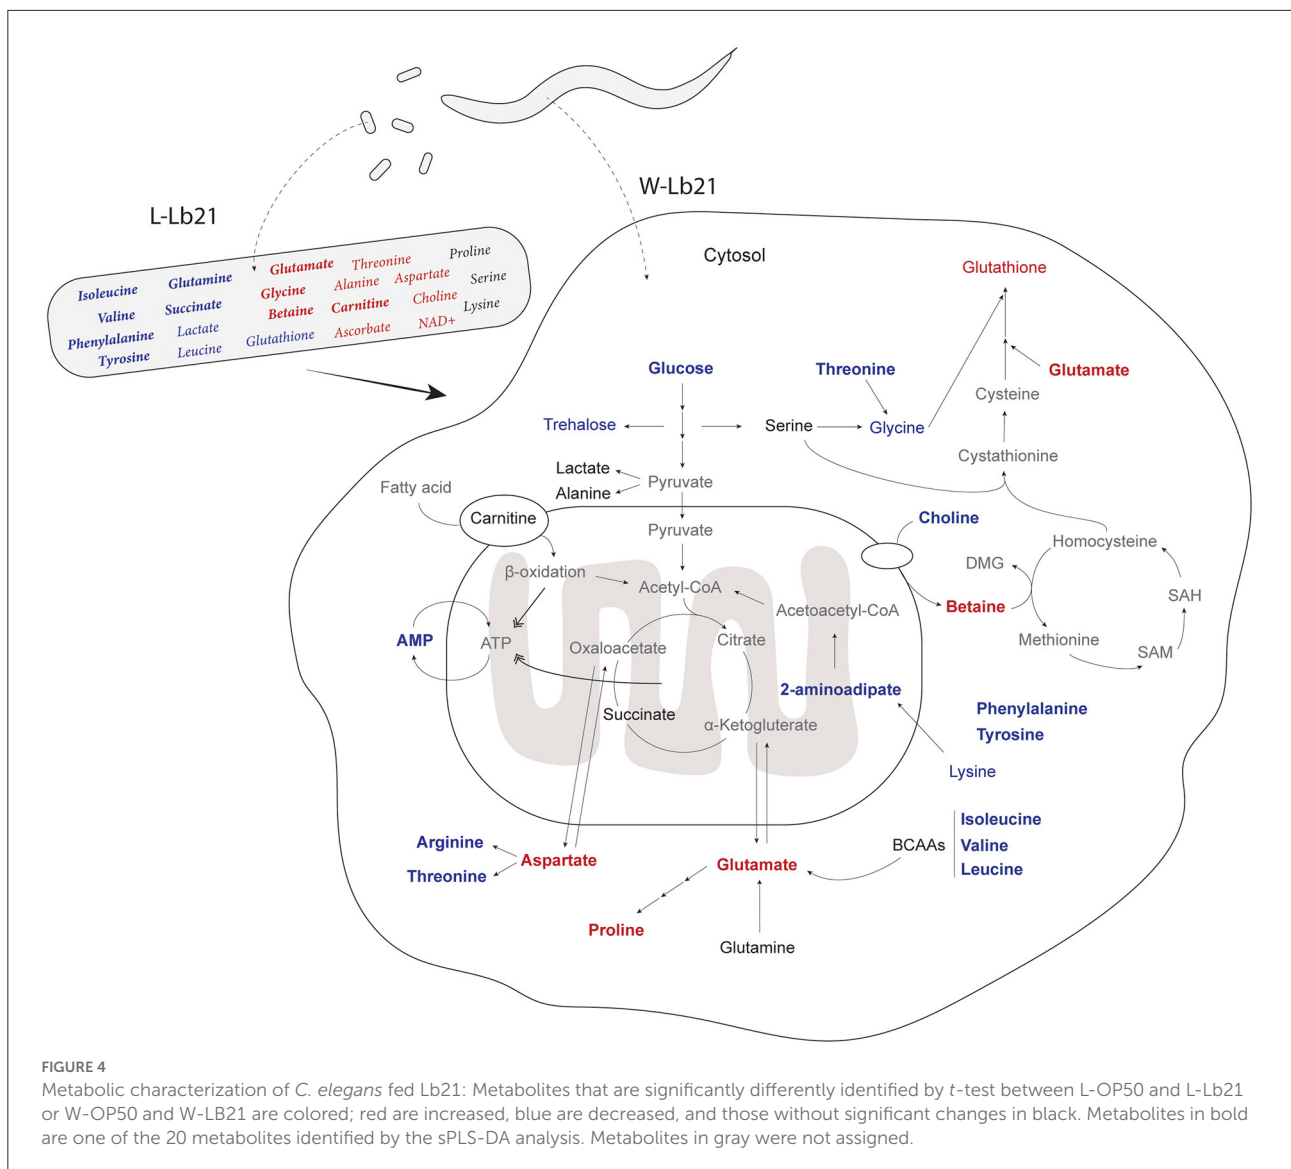 W-Lb21
L-Lb21
Isoleucine Glutamine Glutamate Threonine Proline
Valine Succinate Glycine Alanine Aspartate Serine
Phenylalanine Lactate Betaine Carnitine Choline Lysine
Tyrosine Leucine Glutathione Ascorbate NAD+
Cytosol
Glutathione
Glucose
Threonine
Glutamate
Cysteine
Trehalose
Serine
Glycine
Cystathionine
Lactate
Alanine
Pyruvate
Fatty acid
Carnitine
Pyruvate
Choline
Homocysteine
DMG
β-oxidation
Acetyl-CoA
Acetoacetyl-CoA
Betaine
SAH
AMP
ATP
Oxaloacetate
Citrate
Methionine
SAM
2-aminoadipate
Succinate
α-Ketogluterate
Phenylalanine
Tyrosine
Lysine
Arginine
Aspartate
Threonine
Glutamate
BCAAs
Isoleucine
Valine
Leucine
Proline
Glutamine
FIGURE 4
Metabolic characterization of C. elegans fed Lb21: Metabolites that are significantly differently identified by t-test between L-OP50 and L-Lb21
or W-OP50 and W-LB21 are colored; red are increased, blue are decreased, and those without significant changes in black. Metabolites in bold
are one of the 20 metabolites identified by the sPLS-DA analysis. Metabolites in gray were not assigned.